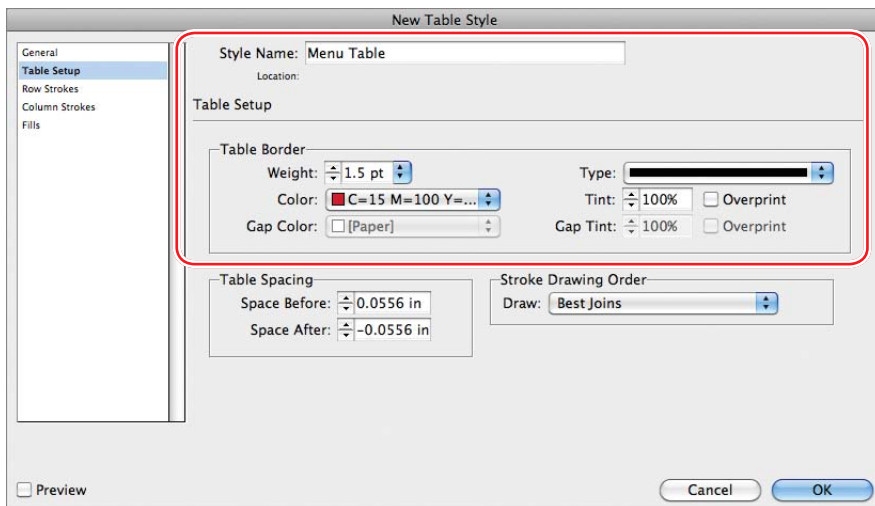 New Table Style
General
Table Setup
Row Strokes
Column Strokes
Fills
Style Name: Menu Table
Location:
Table Setup
Table Border
Weight: 1.5 pt
Type:
Color: C=15 M=100 Y=...
Tint: 100%
Overprint
Gap Color: [Paper]
Gap Tint: 100%
Overprint
Table Spacing
Space Before: 0.0556 in
Space After: -0.0556 in
Stroke Drawing Order
Draw: Best Joins
Preview
Cancel
OK